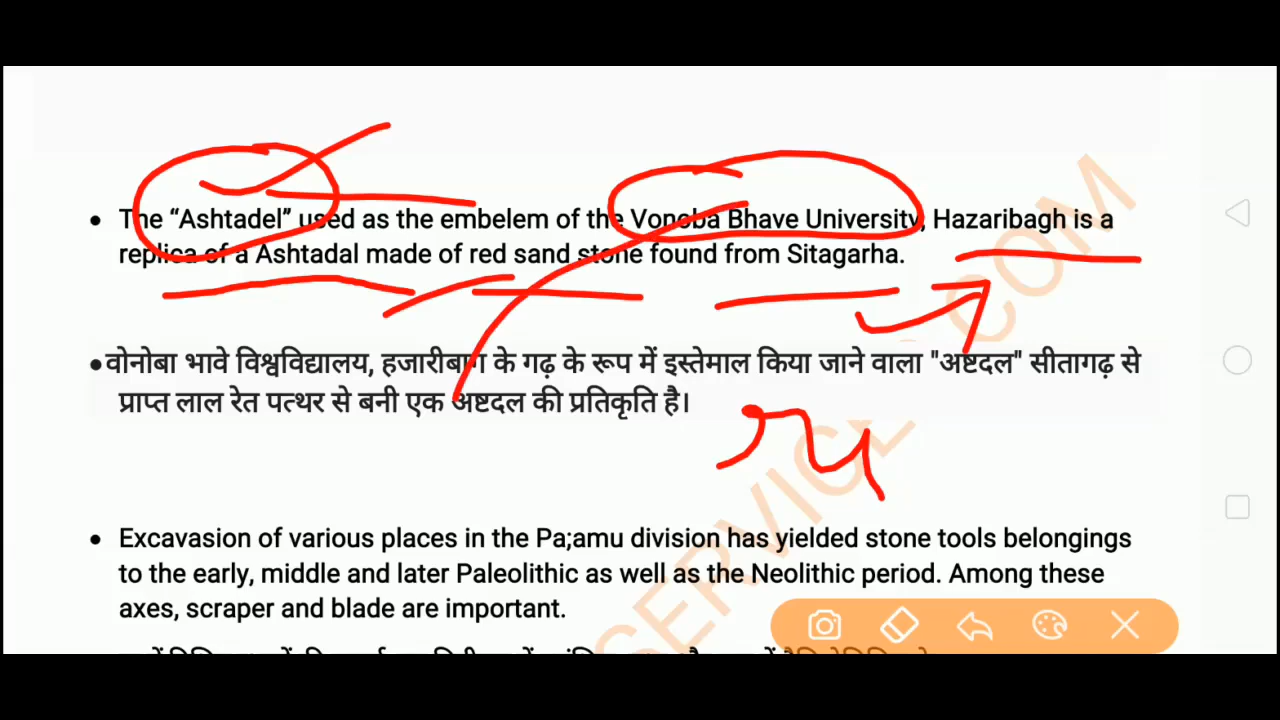 The “Ashtadel” used as the embelem of the Vonoba Bhave University, Hazaribagh is a
replica of a Ashtadal made of red sand stone found from Sitagarha.
वोनोबा भावे विश्वविद्यालय, हजारीबाग के गढ़ के रूप में इस्तेमाल किया जाने वाला "अष्टदल" सीतागढ़ से
प्राप्त लाल रेत पत्थर से बनी एक अष्टदल की प्रतिकृति है।
Excavasion of various places in the Pa;amu division has yielded stone tools belongings
to the early, middle and later Paleolithic as well as the Neolithic period. Among these
axes, scraper and blade are important.
SERVICE COM